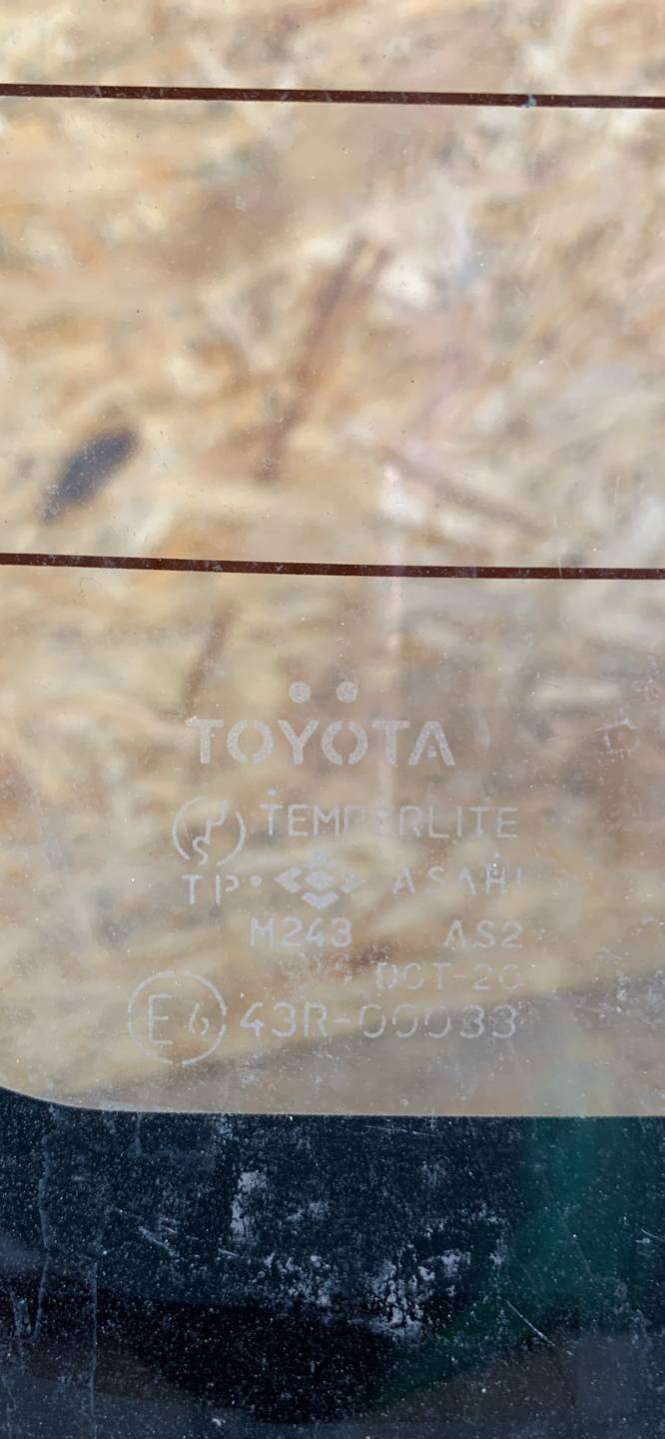 TOYOTA
TEMPERLITE
TP• ASAHI
M243 AS2
DOT-20
E6 43R-00033